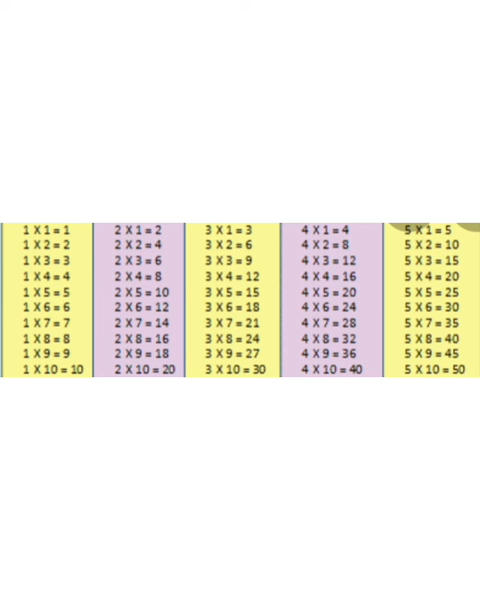 1 X 1 = 1
1 X 2 = 2
1 X 3 = 3
1 X 4 = 4
1 X 5 = 5
1 X 6 = 6
1 X 7 = 7
1 X 8 = 8
1 X 9 = 9
1 X 10 = 10
2 X 1 = 2
2 X 2 = 4
2 X 3 = 6
2 X 4 = 8
2 X 5 = 10
2 X 6 = 12
2 X 7 = 14
2 X 8 = 16
2 X 9 = 18
2 X 10 = 20
3 X 1 = 3
3 X 2 = 6
3 X 3 = 9
3 X 4 = 12
3 X 5 = 15
3 X 6 = 18
3 X 7 = 21
3 X 8 = 24
3 X 9 = 27
3 X 10 = 30
4 X 1 = 4
4 X 2 = 8
4 X 3 = 12
4 X 4 = 16
4 X 5 = 20
4 X 6 = 24
4 X 7 = 28
4 X 8 = 32
4 X 9 = 36
4 X 10 = 40
5 X 1 = 5
5 X 2 = 10
5 X 3 = 15
5 X 4 = 20
5 X 5 = 25
5 X 6 = 30
5 X 7 = 35
5 X 8 = 40
5 X 9 = 45
5 X 10 = 50